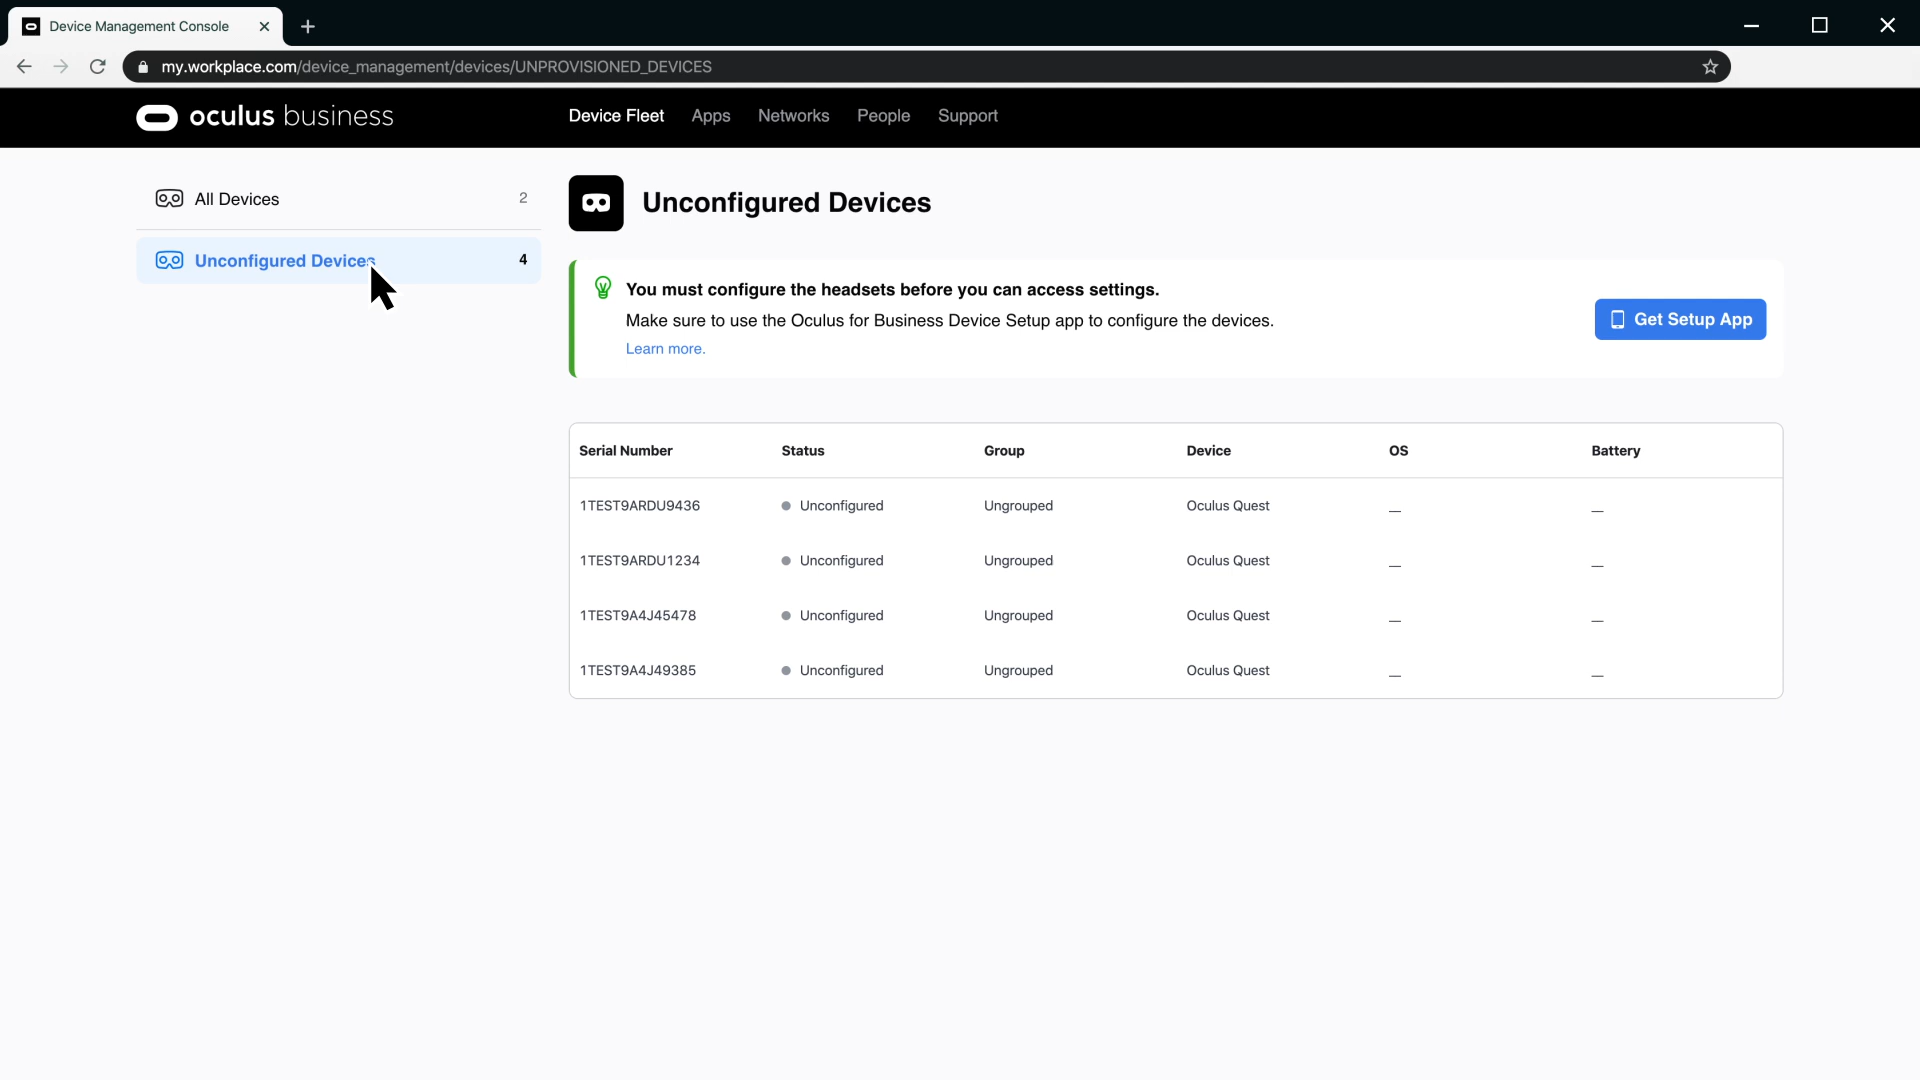 Device Management Console
my.workplace.com/device_management/devices/UNPROVISIONED_DEVICES
oculus business
Device Fleet Apps Networks People Support
All Devices 2
Unconfigured Devices 4
Unconfigured Devices
You must configure the headsets before you can access settings.
Make sure to use the Oculus for Business Device Setup app to configure the devices.
Learn more.
Get Setup App
Serial Number Status Group Device OS Battery
1TEST9ARDU9436 Unconfigured Ungrouped Oculus Quest — —
1TEST9ARDU1234 Unconfigured Ungrouped Oculus Quest — —
1TEST9A4J45478 Unconfigured Ungrouped Oculus Quest — —
1TEST9A4J49385 Unconfigured Ungrouped Oculus Quest — —